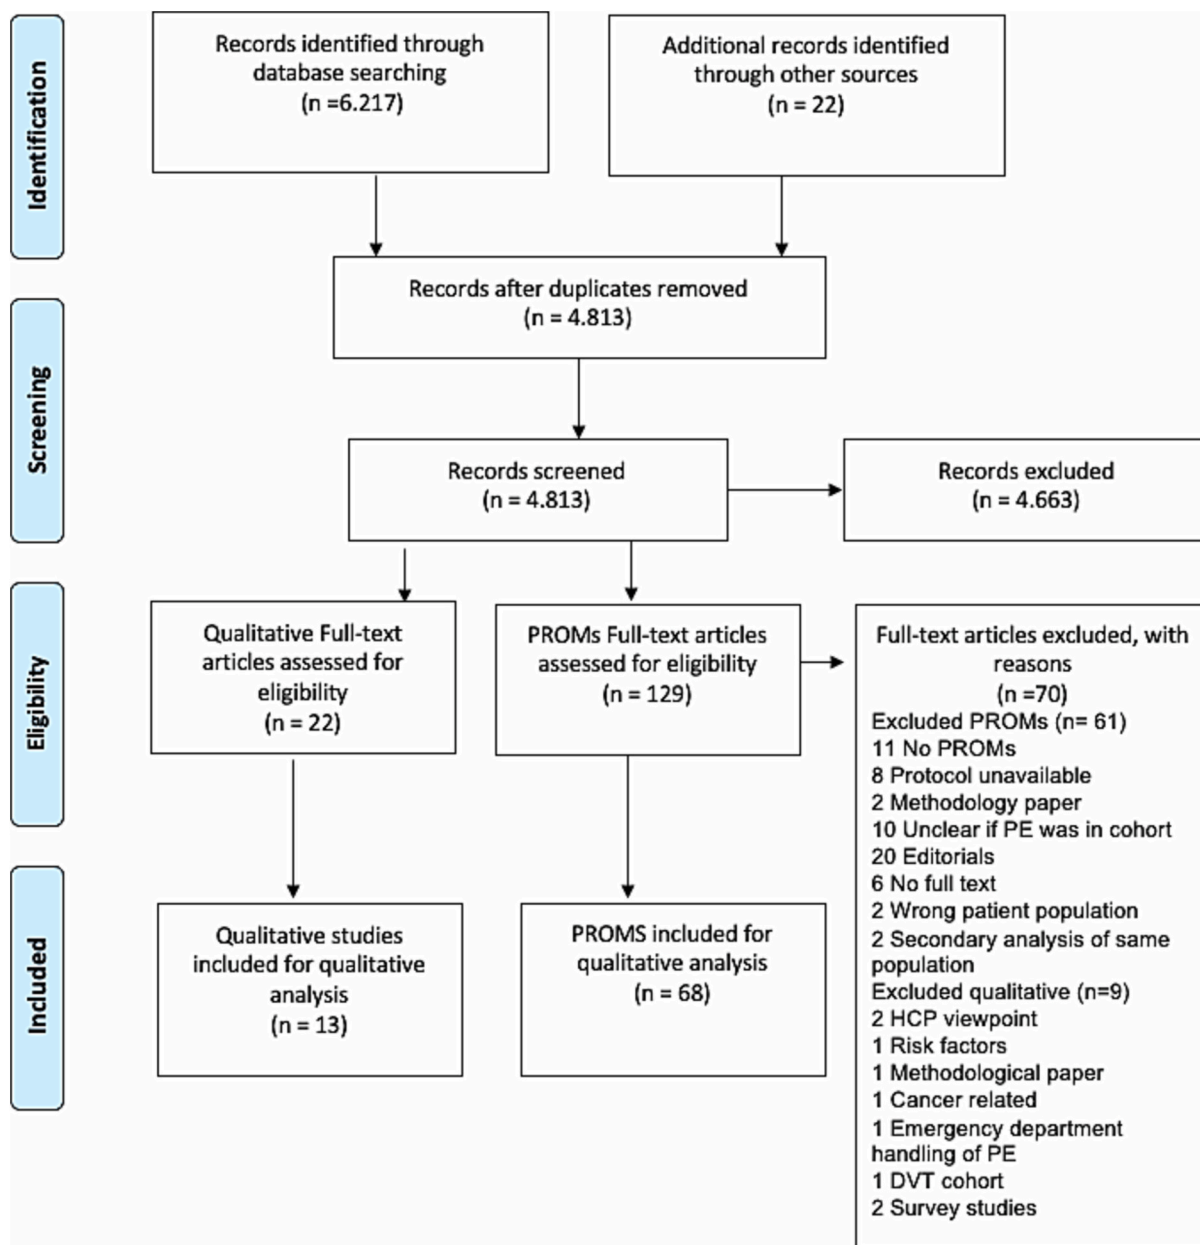 Identification
Records identified through
database searching
(n =6.217)
Additional records identified
through other sources
(n = 22)
Records after duplicates removed
(n = 4.813)
Screening
Records screened
(n = 4.813)
Records excluded
(n = 4.663)
Eligibility
Qualitative Full-text
articles assessed for
eligibility
(n = 22)
PROMs Full-text articles
assessed for eligibility
(n = 129)
Full-text articles excluded, with
reasons
(n =70)
Excluded PROMs (n= 61)
11 No PROMs
8 Protocol unavailable
2 Methodology paper
10 Unclear if PE was in cohort
20 Editorials
6 No full text
2 Wrong patient population
2 Secondary analysis of same
population
Excluded qualitative (n=9)
2 HCP viewpoint
1 Risk factors
1 Methodological paper
1 Cancer related
1 Emergency department
handling of PE
1 DVT cohort
2 Survey studies
Included
Qualitative studies
included for qualitative
analysis
(n = 13)
PROMS included for
qualitative analysis
(n = 68)